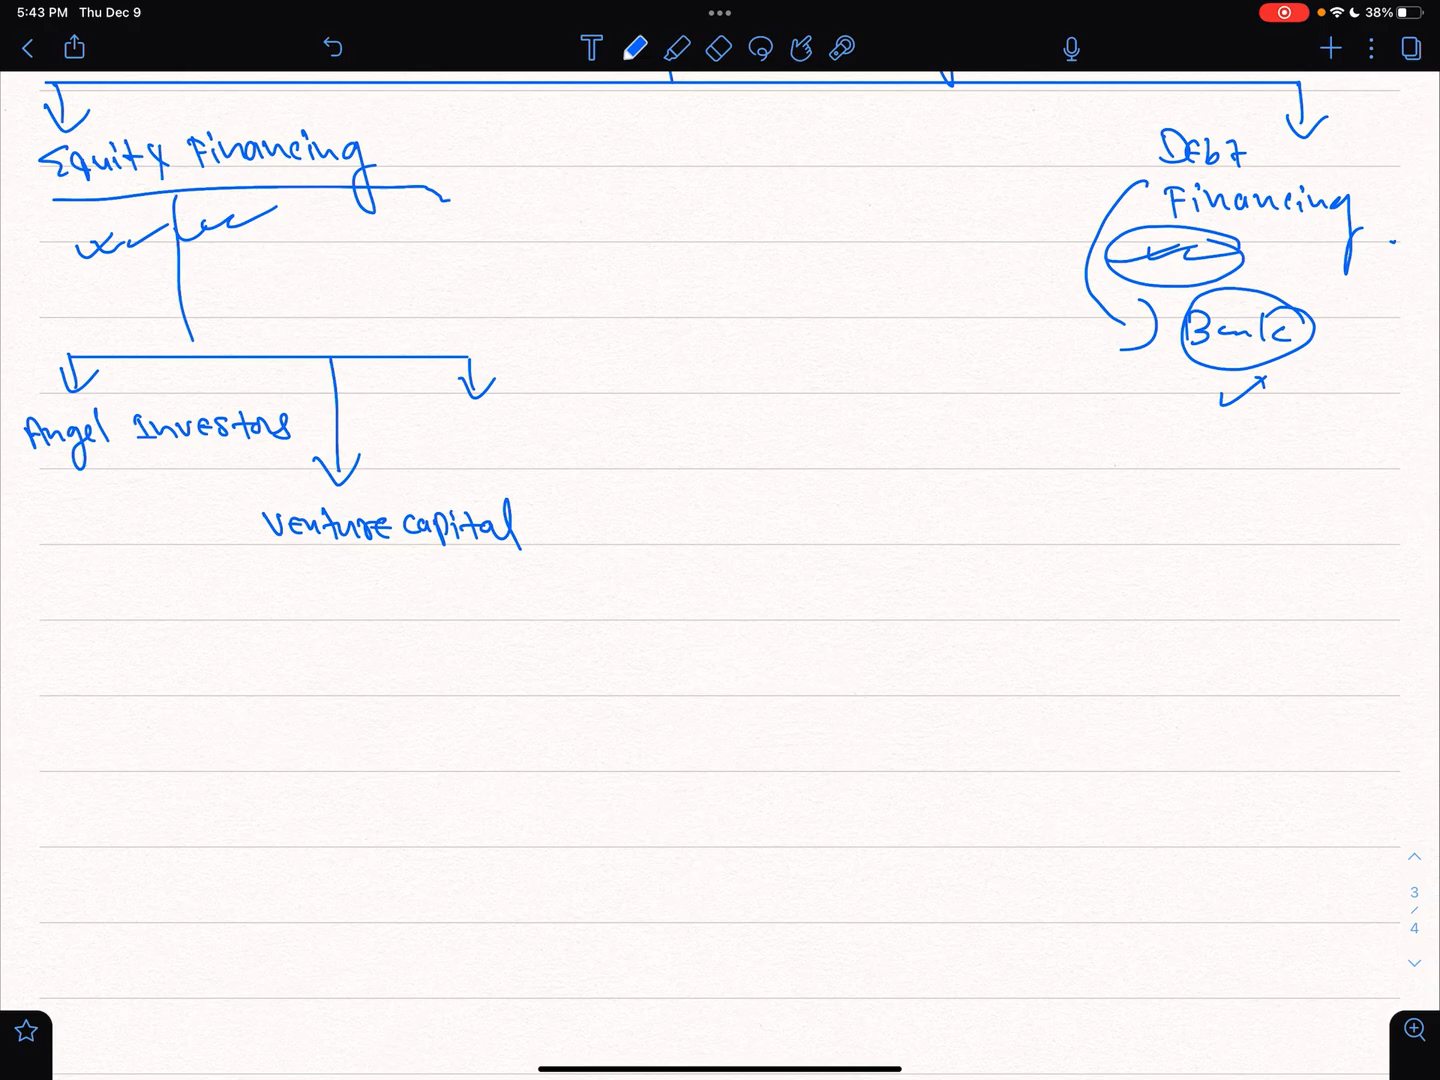 5:43 PM Thu Dec 9
38%
T
Equity Financing
Debt
Financing
Bank
Angel Investors
Venture capital
3
/
4